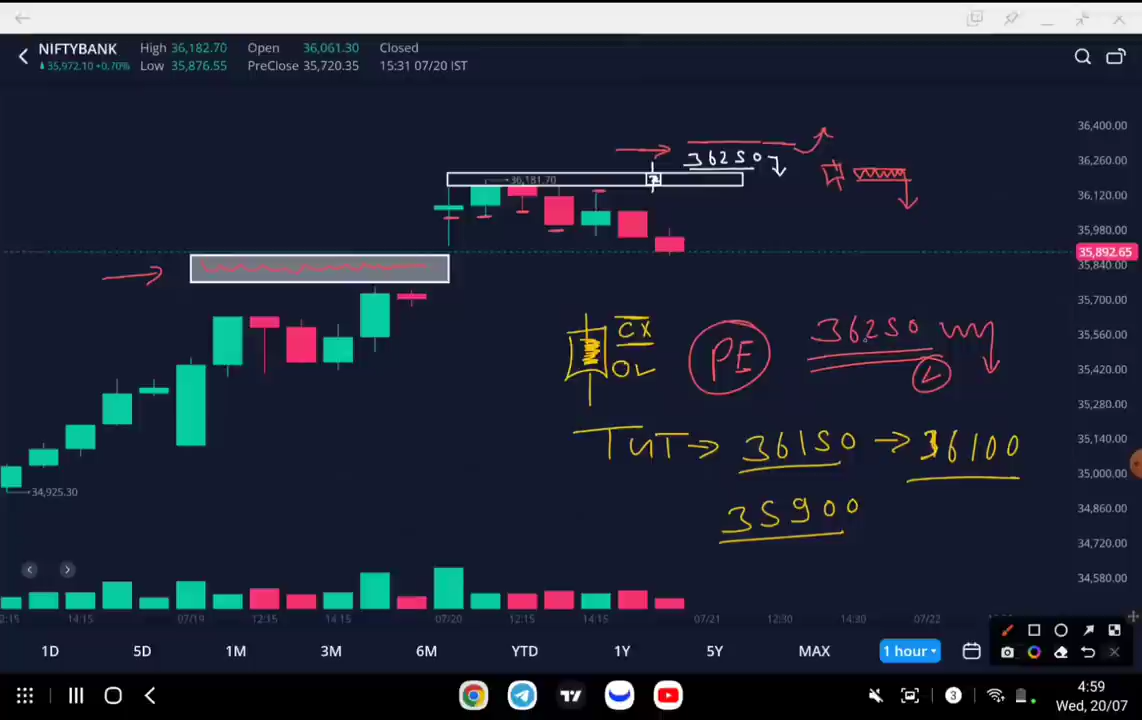 NIFTYBANK High 36,182.70 Open 36,061.30 Closed
35,972.10 +0.70% Low 35,876.55 PreClose 35,720.35 15:31 07/20 IST
36,400.00
36250
36,260.00
36,181.70
36,120.00
35,980.00
35,892.65
35,840.00
35,700.00
CX
PE
36250
35,560.00
OL
35,420.00
35,280.00
TUT → 36150 → 36100
35,140.00
35,000.00
34,925.30
35900
34,860.00
34,720.00
34,580.00
2:15 14:15 07/19 12:15 14:15 07/20 12:15 14:15 07/21 12:30 14:30 07/22
1D 5D 1M 3M 6M YTD 1Y 5Y MAX 1 hour
3 4:59
Wed, 20/07